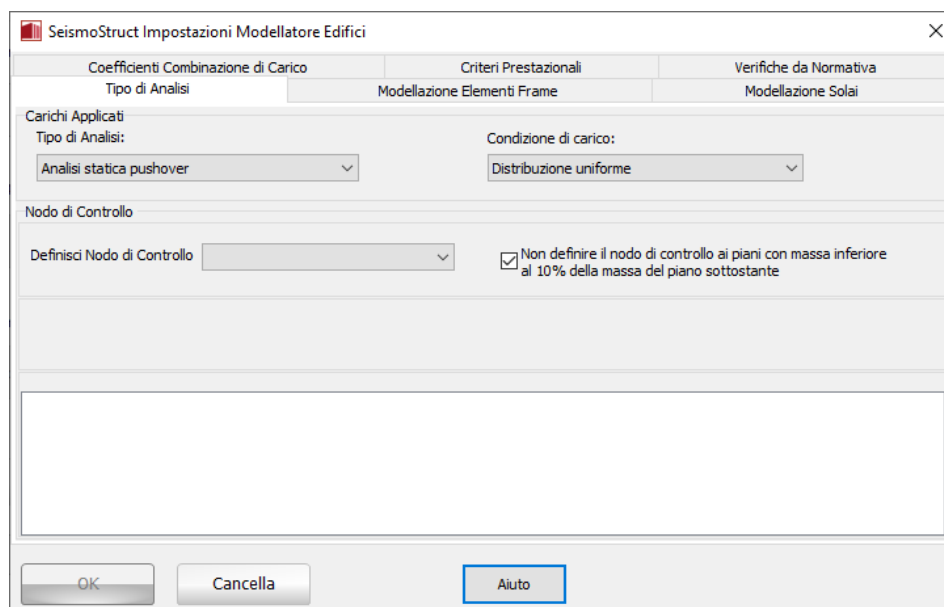 SeismoStruct Impostazioni Modellatore Edifici
Coefficienti Combinazione di Carico
Criteri Prestazionali
Verifiche da Normativa
Tipo di Analisi
Modellazione Elementi Frame
Modellazione Solai
Carichi Applicati
Tipo di Analisi:
Condizione di carico:
Analisi statica pushover
Distribuzione uniforme
Nodo di Controllo
Definisci Nodo di Controllo
Non definire il nodo di controllo ai piani con massa inferiore
al 10% della massa del piano sottostante
OK
Cancella
Aiuto